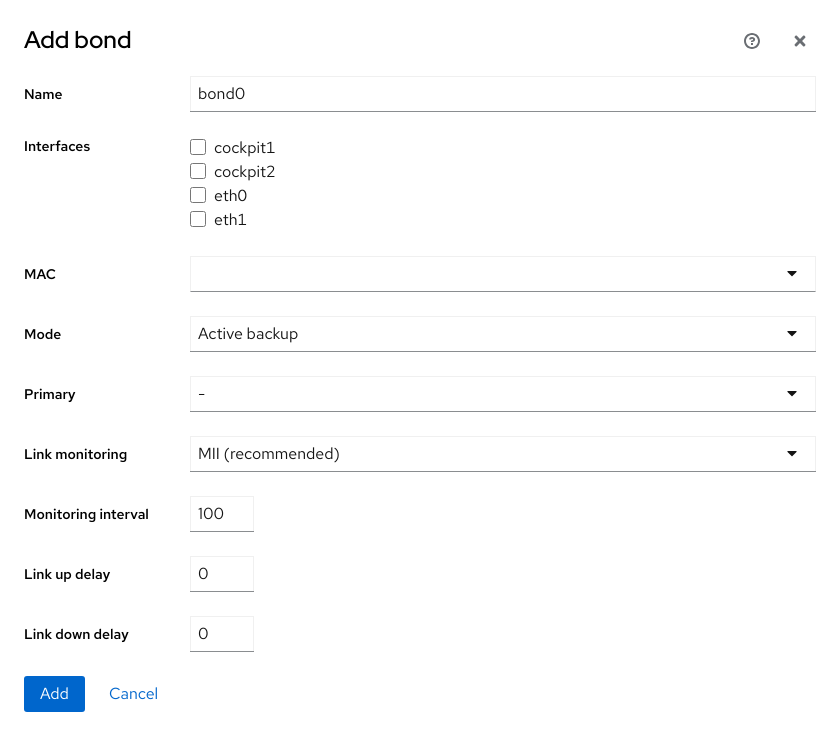 Add bond
Name
bond0
Interfaces
cockpit1
cockpit2
eth0
eth1
MAC
Mode
Active backup
Primary
-
Link monitoring
MII (recommended)
Monitoring interval
100
Link up delay
0
Link down delay
0
Add
Cancel